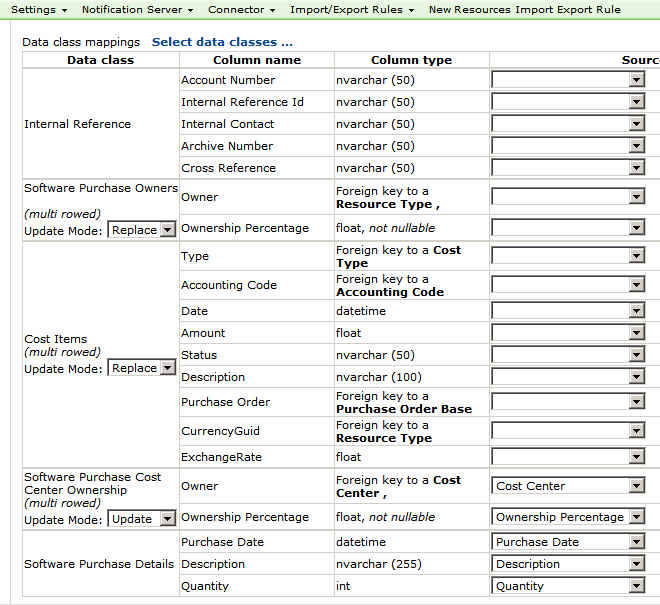 Settings Notification Server Connector Import/Export Rules New Resources Import Export Rule
Data class mappings Select data classes ...
Data class Column name Column type Sourc
Internal Reference
Account Number nvarchar (50)
Internal Reference Id nvarchar (50)
Internal Contact nvarchar (50)
Archive Number nvarchar (50)
Cross Reference nvarchar (50)
Software Purchase Owners
(multi rowed)
Update Mode: Replace
Owner Foreign key to a
Resource Type ,
Ownership Percentage float, not nullable
Cost Items
(multi rowed)
Update Mode: Replace
Type Foreign key to a Cost
Type
Accounting Code Foreign key to a
Accounting Code
Date datetime
Amount float
Status nvarchar (50)
Description nvarchar (100)
Purchase Order Foreign key to a
Purchase Order Base
CurrencyGuid Foreign key to a
Resource Type
ExchangeRate float
Software Purchase Cost
Center Ownership
(multi rowed)
Update Mode: Update
Owner Foreign key to a Cost
Center , Cost Center
Ownership Percentage float, not nullable Ownership Percentage
Software Purchase Details
Purchase Date datetime Purchase Date
Description nvarchar (255) Description
Quantity int Quantity